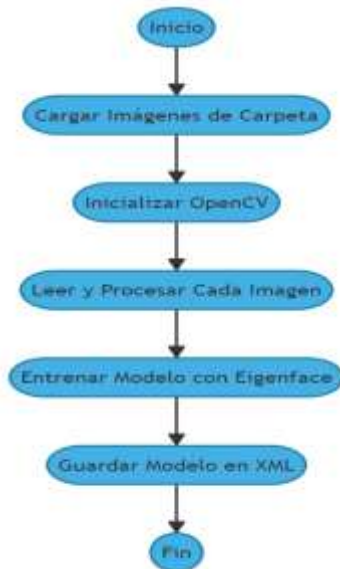 Inicio
Cargar Imágenes de Carpeta
Inicializar OpenCV
Leer y Procesar Cada Imagen
Entrenar Modelo con Eigenface
Guardar Modelo en XML
Fin